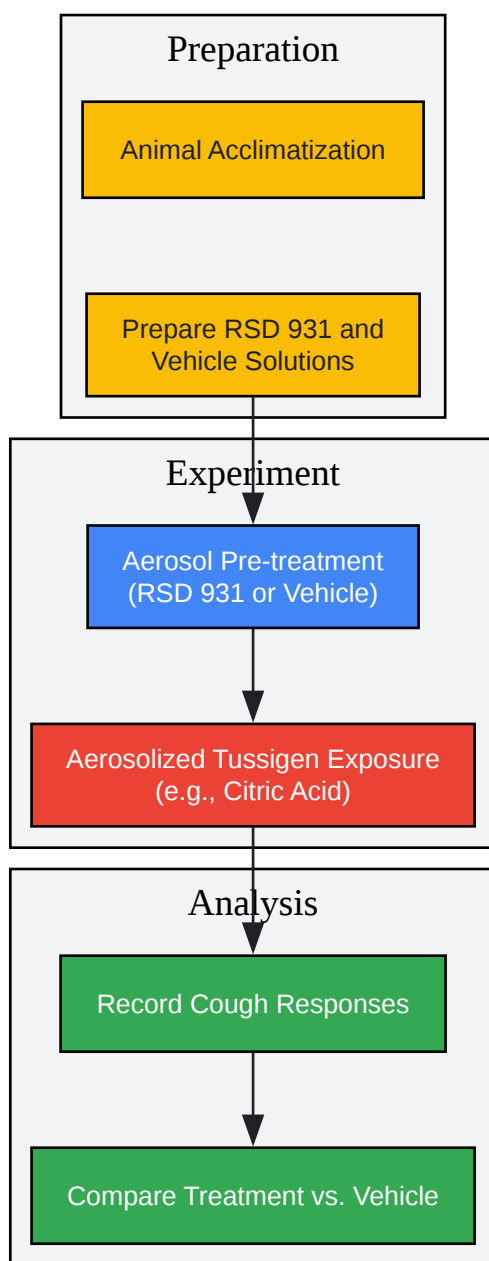 Preparation
Animal Acclimatization
Prepare RSD 931 and
Vehicle Solutions
Experiment
Aerosol Pre-treatment
(RSD 931 or Vehicle)
Aerosolized Tussigen Exposure
(e.g., Citric Acid)
Analysis
Record Cough Responses
Compare Treatment vs. Vehicle